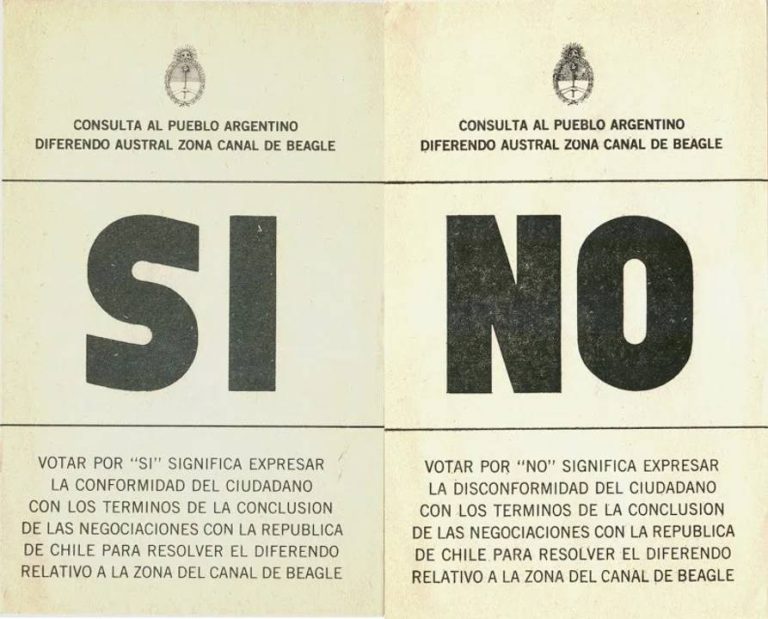 CONSULTA AL PUEBLO ARGENTINO
DIFERENDO AUSTRAL ZONA CANAL DE BEAGLE
SI
VOTAR POR "SI" SIGNIFICA EXPRESAR
LA CONFORMIDAD DEL CIUDADANO
CON LOS TERMINOS DE LA CONCLUSION
DE LAS NEGOCIACIONES CON LA REPUBLICA
DE CHILE PARA RESOLVER EL DIFERENDO
RELATIVO A LA ZONA DEL CANAL DE BEAGLE
CONSULTA AL PUEBLO ARGENTINO
DIFERENDO AUSTRAL ZONA CANAL DE BEAGLE
NO
VOTAR POR "NO" SIGNIFICA EXPRESAR
LA DISCONFORMIDAD DEL CIUDADANO
CON LOS TERMINOS DE LA CONCLUSION
DE LAS NEGOCIACIONES CON LA REPUBLICA
DE CHILE PARA RESOLVER EL DIFERENDO
RELATIVO A LA ZONA DEL CANAL DE BEAGLE